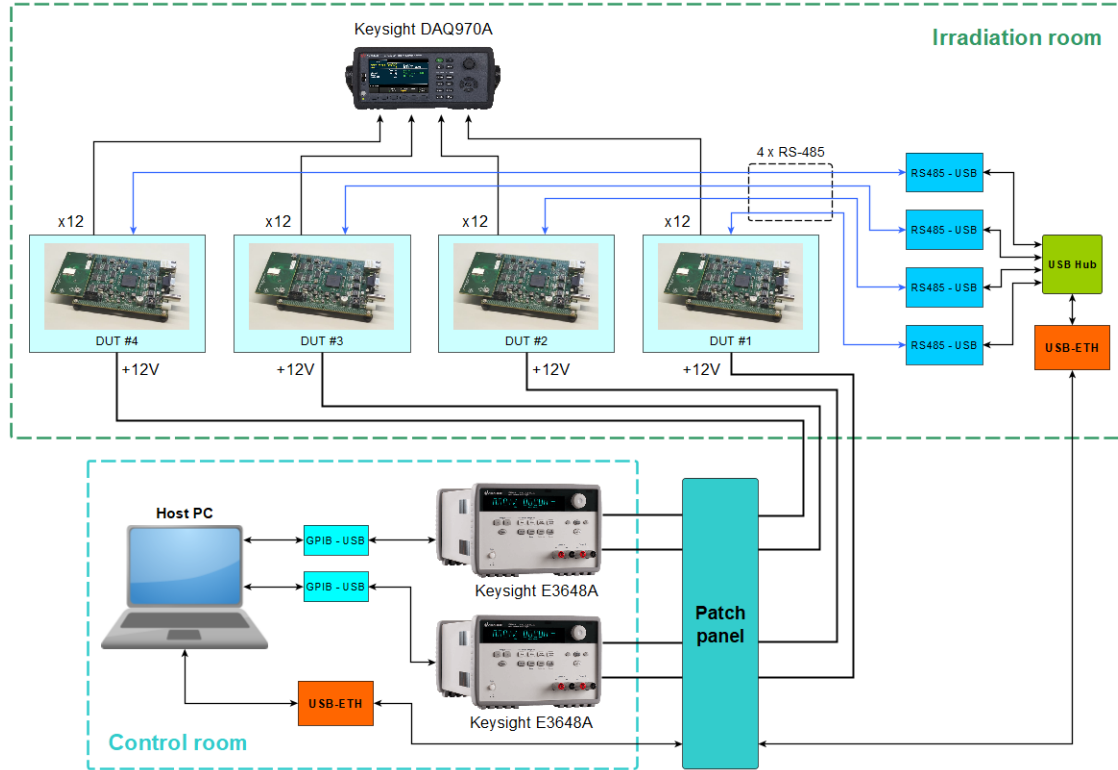 Keysight DAQ970A
Irradiation room
4 x RS-485
RS485 - USB
RS485 - USB
RS485 - USB
RS485 - USB
USB Hub
USB-ETH
x12
x12
x12
x12
DUT #4
DUT #3
DUT #2
DUT #1
+12V
+12V
+12V
+12V
Host PC
GPIB - USB
GPIB - USB
Keysight E3648A
Keysight E3648A
USB-ETH
Patch
panel
Control room